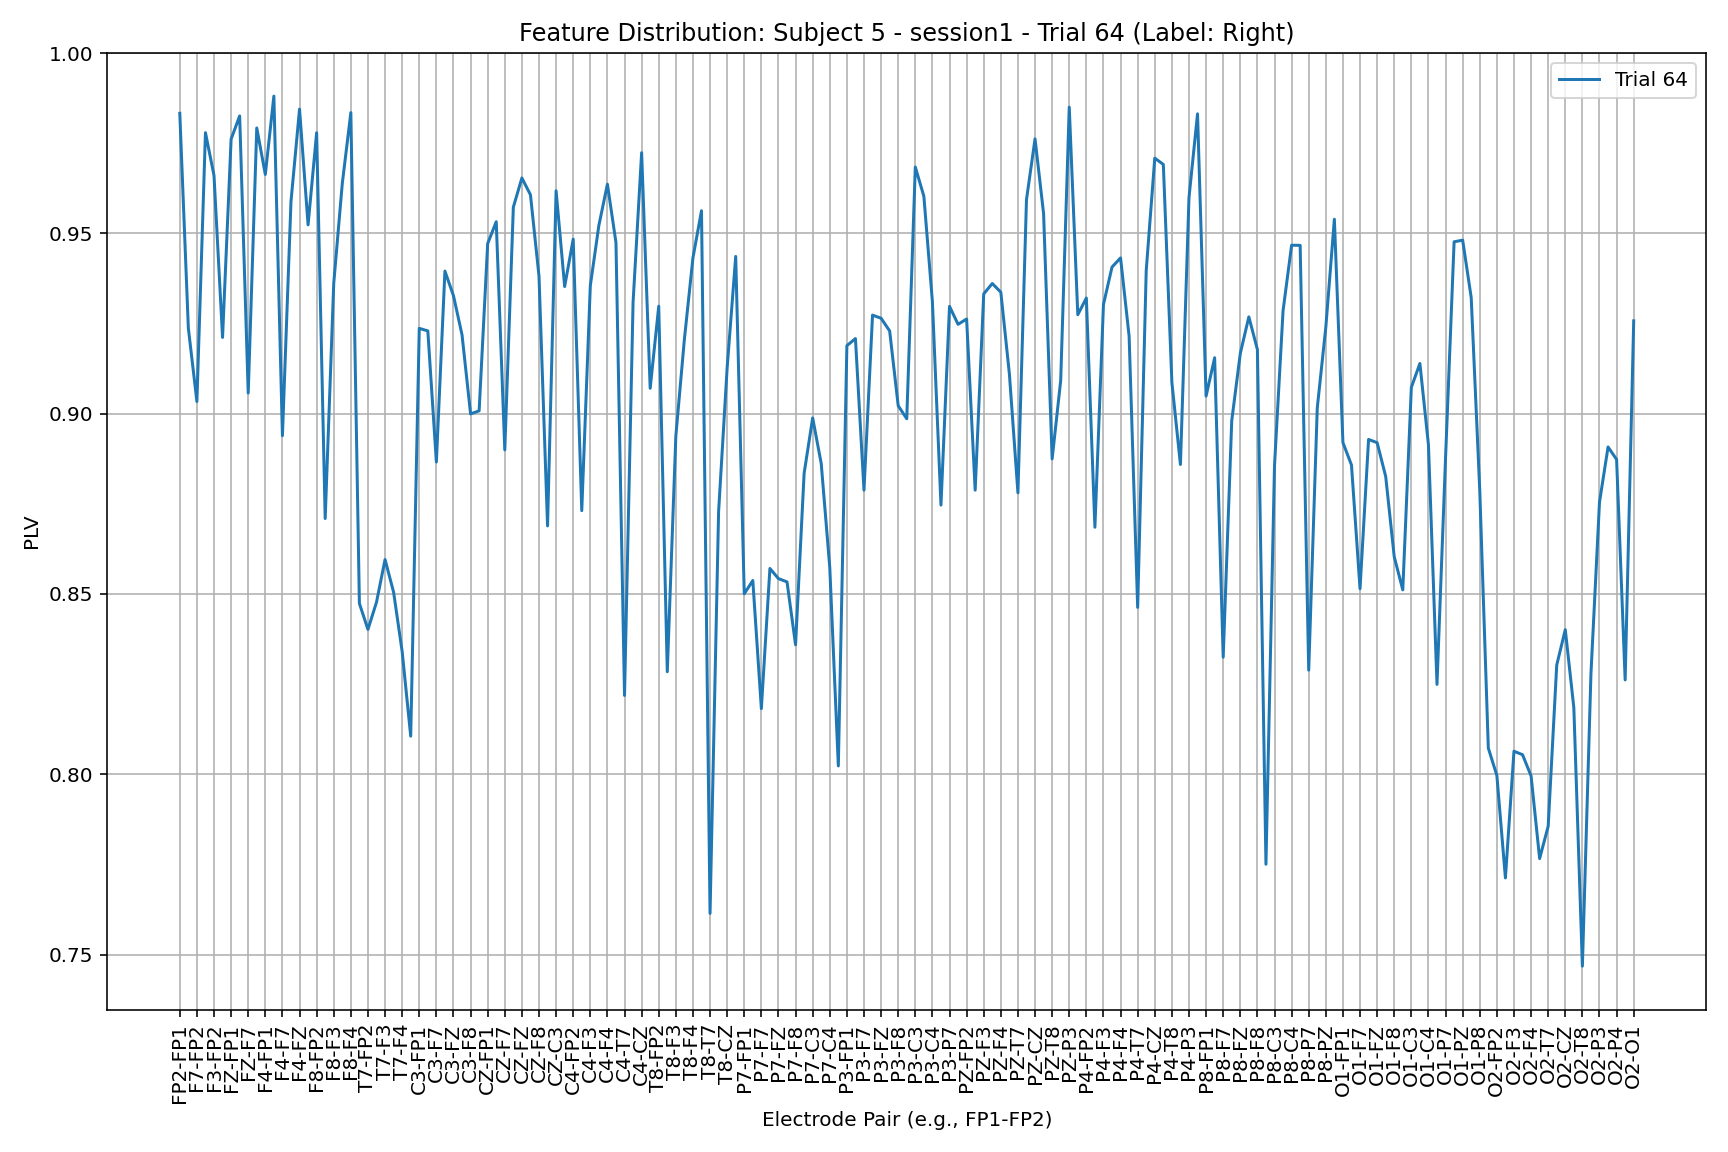 Feature Distribution: Subject 5 - session1 - Trial 64 (Label: Right)
Trial 64
PLV
1.00
0.95
0.90
0.85
0.80
0.75
FP2-FP1
F7-FP2
F3-FP2
FZ-FP1
FZ-F7
F4-FP1
F4-F7
F4-FZ
F8-FP2
F8-F3
F8-F4
T7-FP2
T7-F3
T7-F4
C3-FP1
C3-F7
C3-FZ
C3-F8
CZ-FP1
CZ-F7
CZ-FZ
CZ-F8
CZ-C3
C4-FP2
C4-F3
C4-F4
C4-T7
C4-CZ
T8-FP2
T8-F3
T8-F4
T8-T7
T8-CZ
P7-FP1
P7-F7
P7-FZ
P7-F8
P7-C3
P7-C4
P3-FP1
P3-F7
P3-FZ
P3-F8
P3-C3
P3-C4
P3-P7
PZ-FP2
PZ-F3
PZ-F4
PZ-T7
PZ-CZ
PZ-T8
PZ-P3
P4-FP2
P4-F3
P4-F4
P4-T7
P4-CZ
P4-T8
P4-P3
P8-FP1
P8-F7
P8-FZ
P8-F8
P8-C3
P8-C4
P8-P7
P8-PZ
O1-FP1
O1-F7
O1-FZ
O1-F8
O1-C3
O1-C4
O1-P7
O1-PZ
O1-P8
O2-FP2
O2-F3
O2-F4
O2-T7
O2-CZ
O2-T8
O2-P3
O2-P4
O2-O1
Electrode Pair (e.g., FP1-FP2)